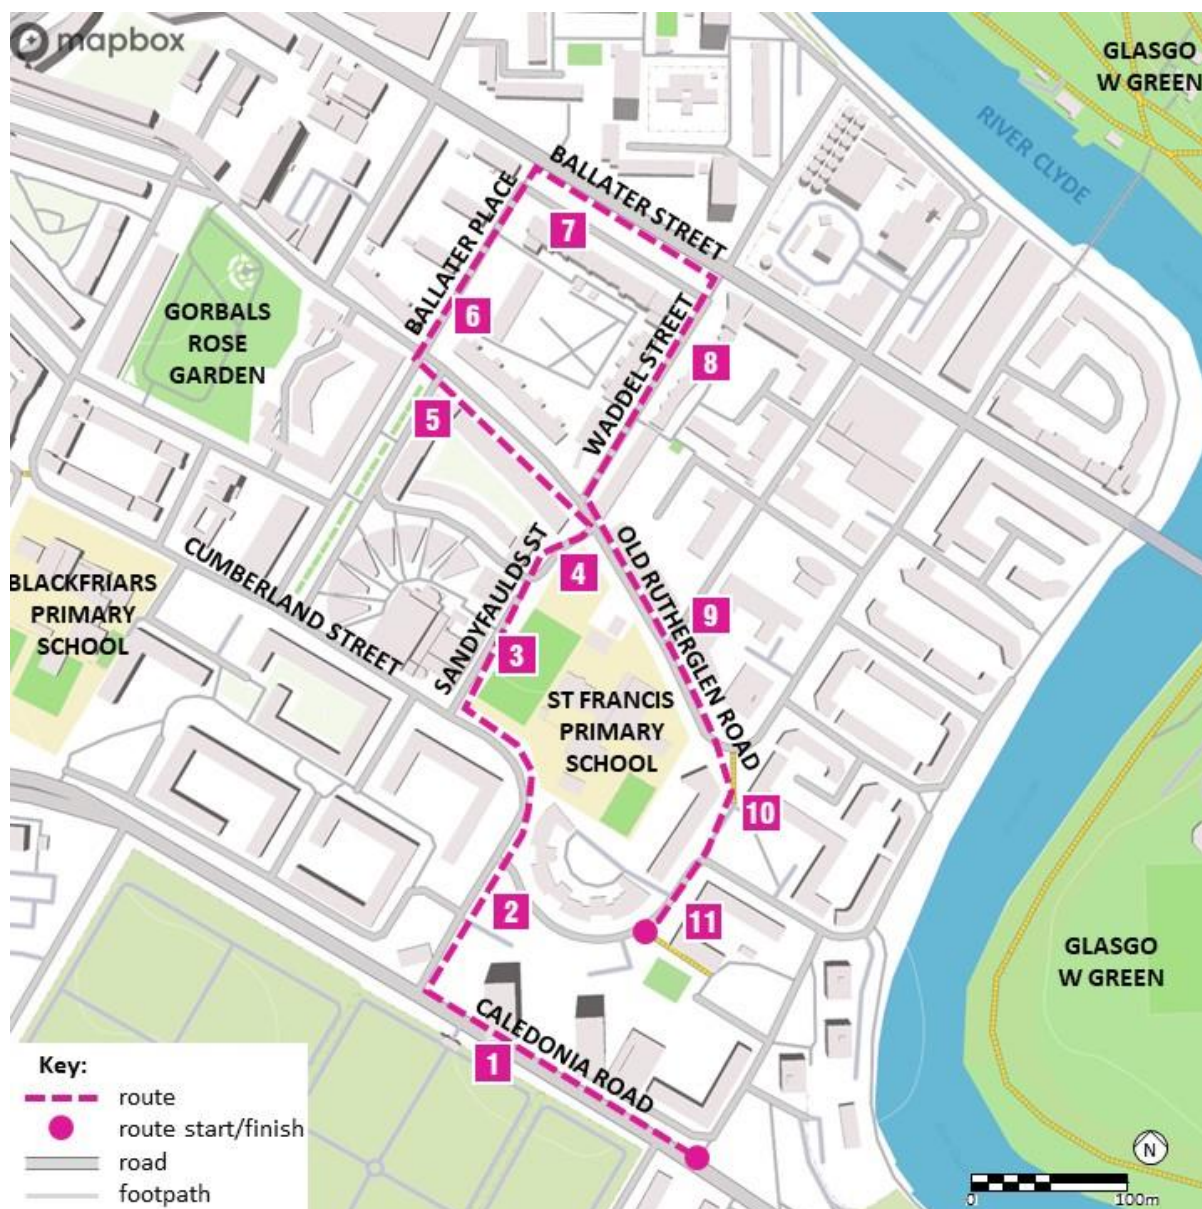 mapbox
GLASGO
W GREEN
RIVER CLYDE
BALLATER STREET
BALLATER PLACE
7
GORBALS
ROSE
GARDEN
6
WADDEL STREET
8
5
SANDYFAULDS ST
OLD RUTHERGLEN ROAD
4
CUMBERLAND STREET
BLACKFRIARS
PRIMARY
SCHOOL
9
3
ST FRANCIS
PRIMARY
SCHOOL
10
2
11
GLASGO
W GREEN
CALEDONIA ROAD
1
Key:
route
route start/finish
road
footpath
N
0 100m